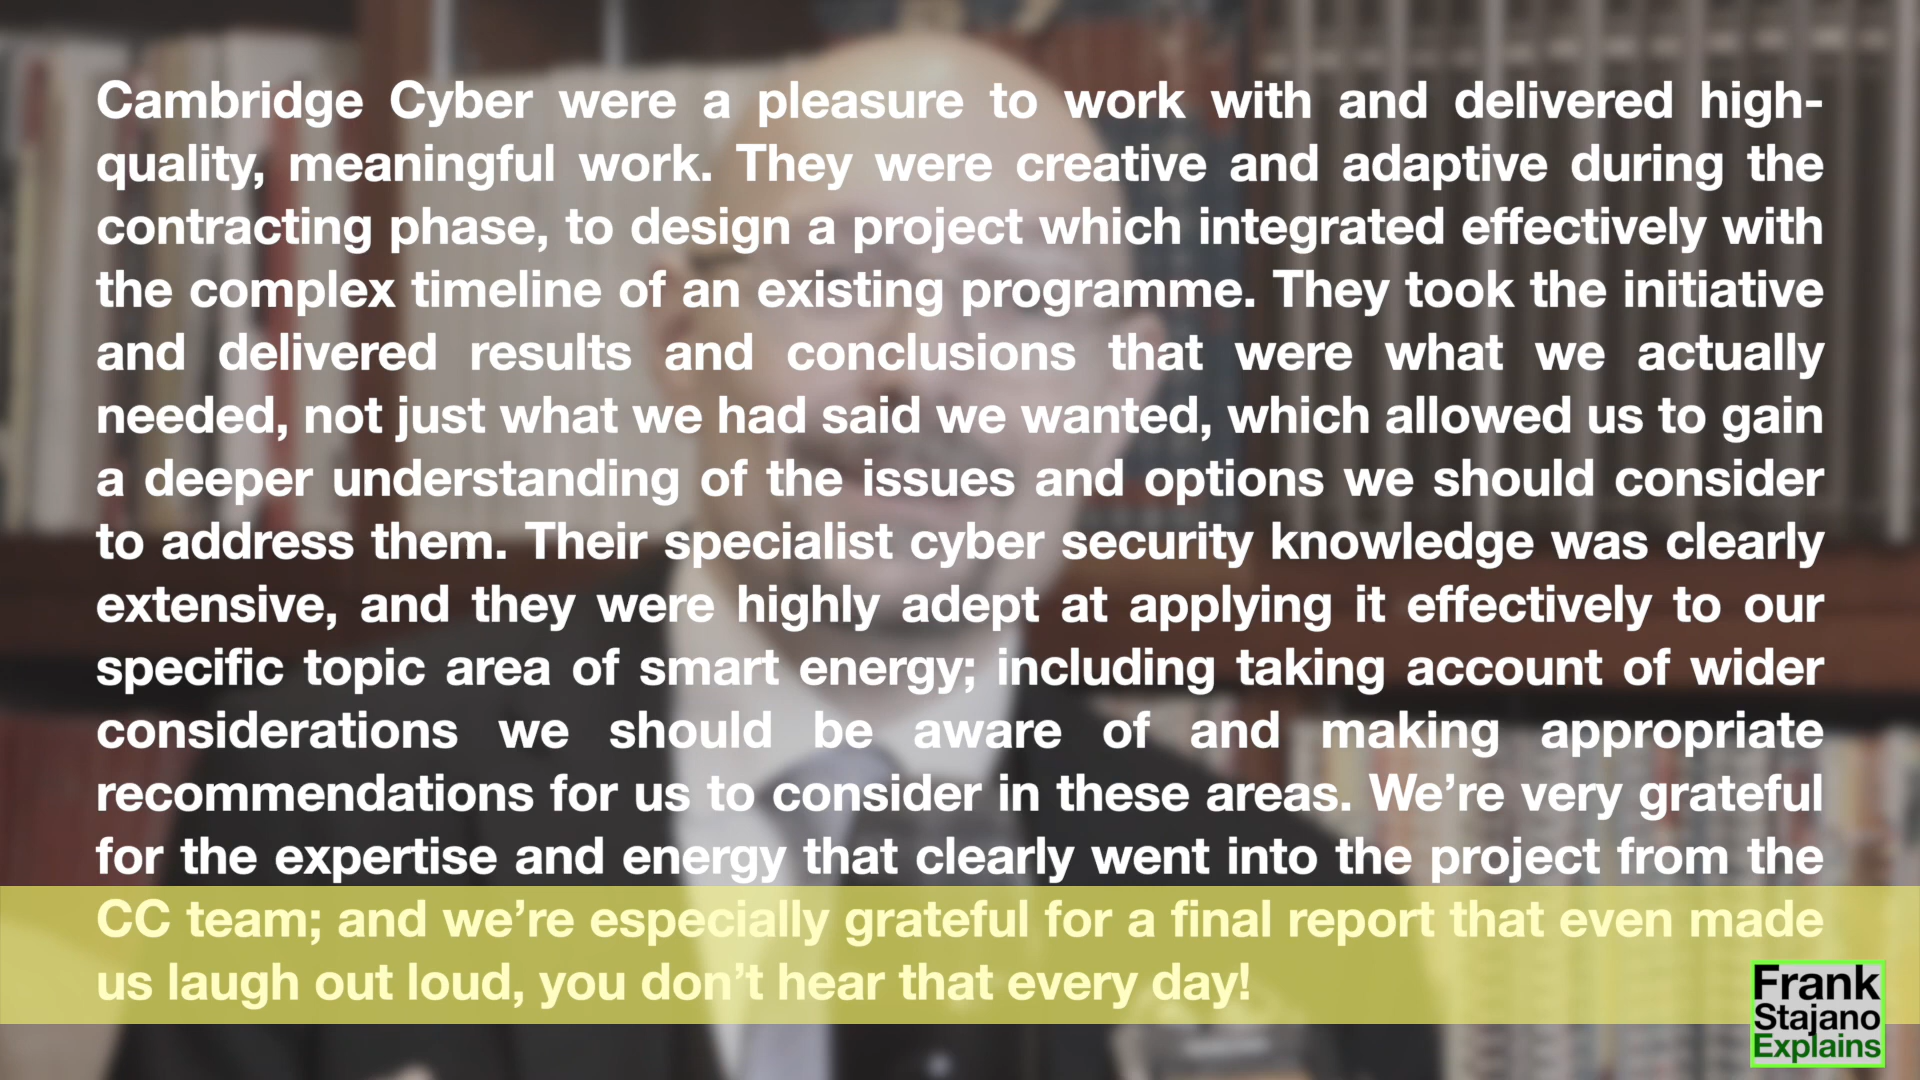 Cambridge Cyber were a pleasure to work with and delivered high-
quality, meaningful work. They were creative and adaptive during the
contracting phase, to design a project which integrated effectively with
the complex timeline of an existing programme. They took the initiative
and delivered results and conclusions that were what we actually
needed, not just what we had said we wanted, which allowed us to gain
a deeper understanding of the issues and options we should consider
to address them. Their specialist cyber security knowledge was clearly
extensive, and they were highly adept at applying it effectively to our
specific topic area of smart energy; including taking account of wider
considerations we should be aware of and making appropriate
recommendations for us to consider in these areas. We’re very grateful
for the expertise and energy that clearly went into the project from the
CC team; and we’re especially grateful for a final report that even made
us laugh out loud, you don’t hear that every day!
Frank
Stajano
Explains